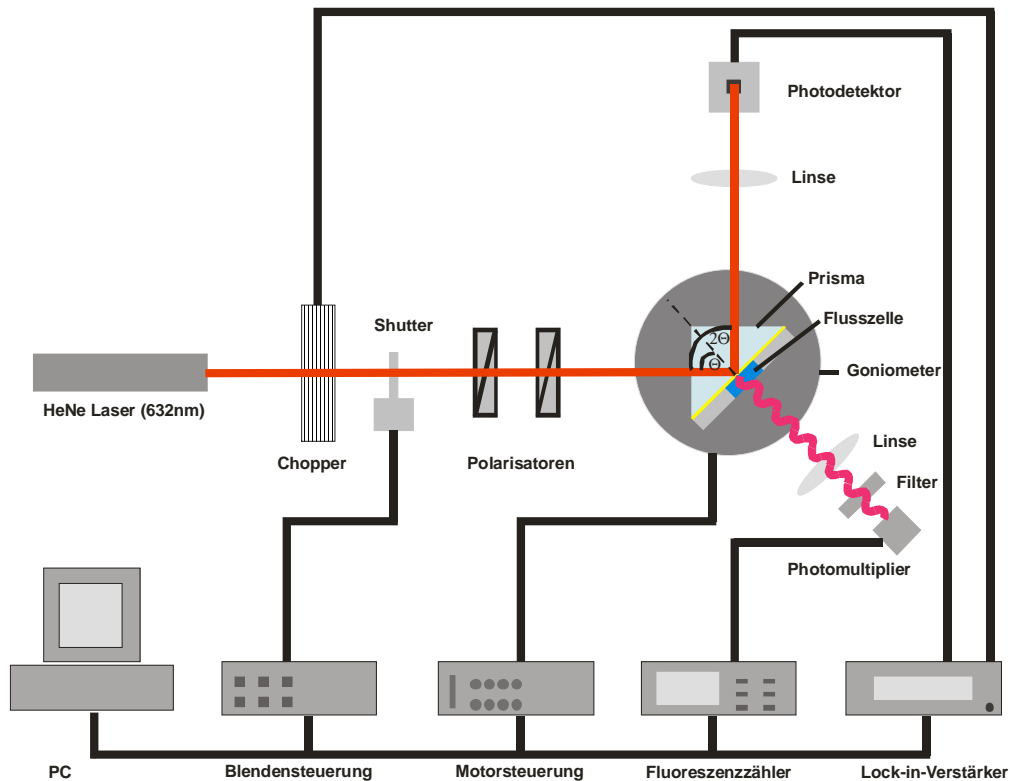 Photodetektor
Linse
Prisma
Shutter
Flusszelle
2Θ
Θ
Goniometer
HeNe Laser (632nm)
Linse
Chopper
Polarisatoren
Filter
Photomultiplier
PC
Blendensteuerung
Motorsteuerung
Fluoreszenzzähler
Lock-in-Verstärker